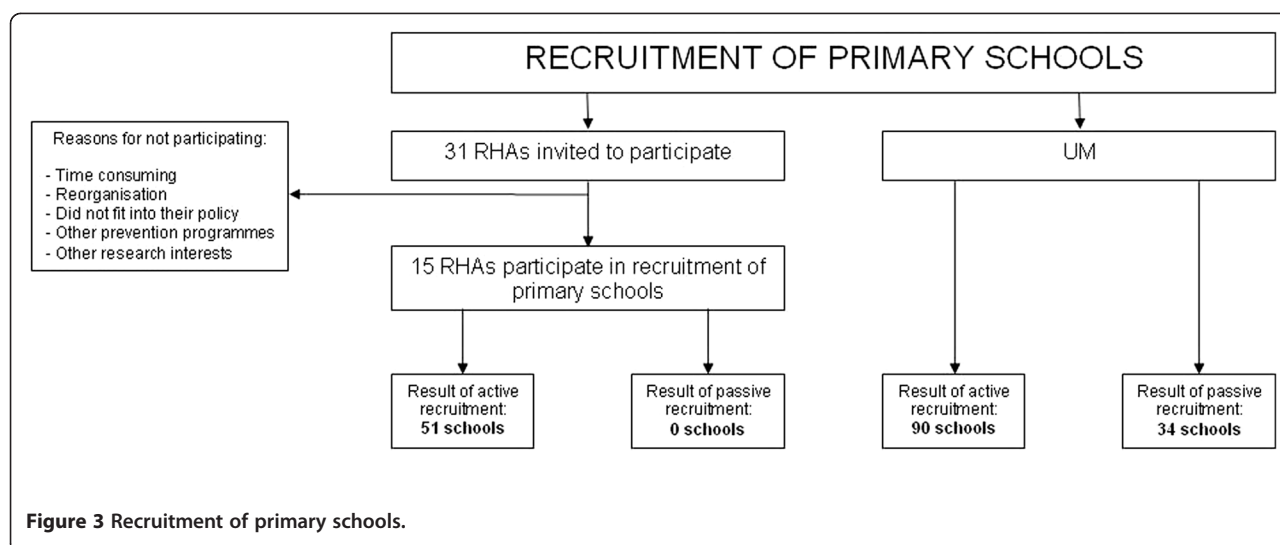 RECRUITMENT OF PRIMARY SCHOOLS
Reasons for not participating:
- Time consuming
- Reorganisation
- Did not fit into their policy
- Other prevention programmes
- Other research interests
31 RHAs invited to participate
UM
15 RHAs participate in recruitment of
primary schools
Result of active
recruitment:
51 schools
Result of passive
recruitment:
0 schools
Result of active
recruitment:
90 schools
Result of passive
recruitment:
34 schools
Figure 3 Recruitment of primary schools.